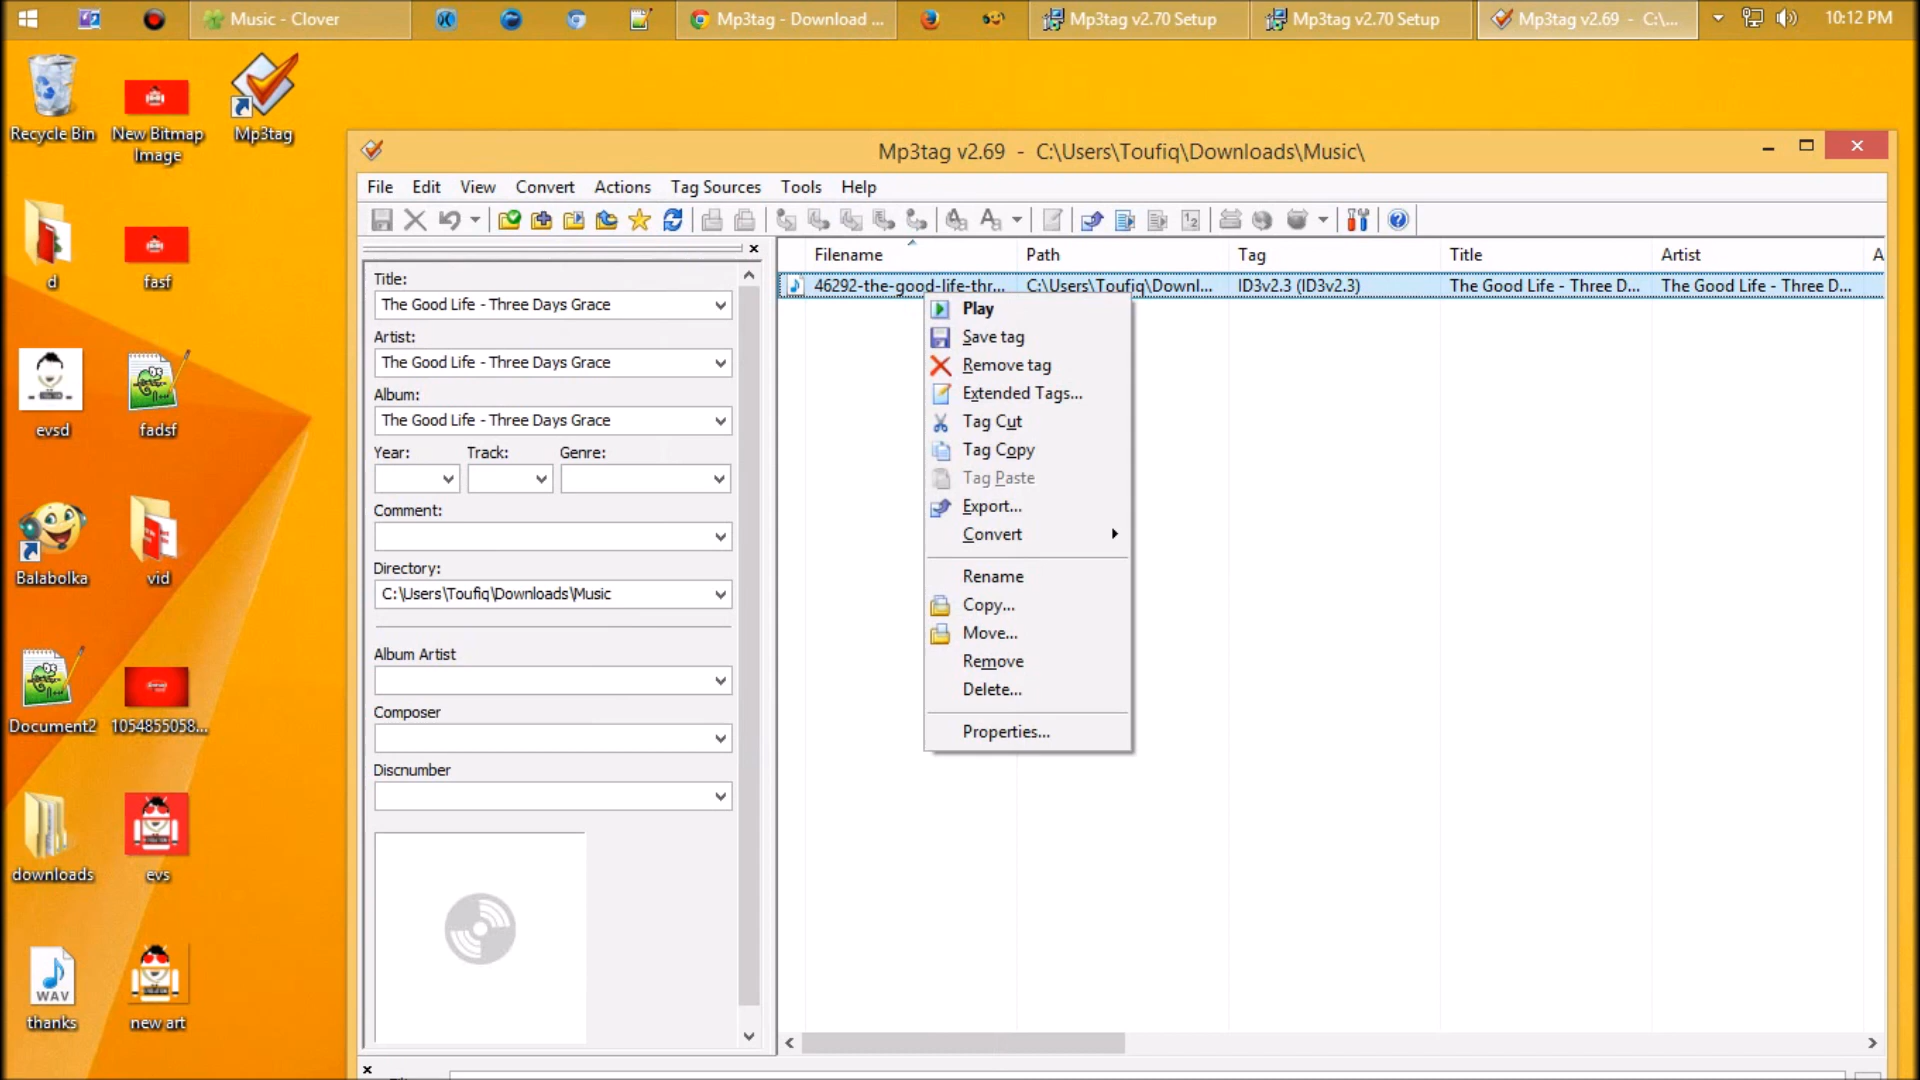 Music - Clover
Mp3tag - Download ...
Mp3tag v2.70 Setup
Mp3tag v2.70 Setup
Mp3tag v2.69 - C:\...
10:12 PM
Recycle Bin
New Bitmap Image
Mp3tag
d
fasf
evsd
fadsf
Balabolka
vid
Document2
1054855058...
downloads
evs
WAV
thanks
new art
Mp3tag v2.69 - C:\Users\Toufiq\Downloads\Music\
File Edit View Convert Actions Tag Sources Tools Help
Title:
The Good Life - Three Days Grace
Artist:
The Good Life - Three Days Grace
Album:
The Good Life - Three Days Grace
Year: Track: Genre:
Comment:
Directory:
C:\Users\Toufiq\Downloads\Music
Album Artist
Composer
Discnumber
Filename Path Tag Title Artist A
46292-the-good-life-thr... C:\Users\Toufiq\Downl... ID3v2.3 (ID3v2.3) The Good Life - Three D... The Good Life - Three D...
Play
Save tag
Remove tag
Extended Tags...
Tag Cut
Tag Copy
Tag Paste
Export...
Convert
Rename
Copy...
Move...
Remove
Delete...
Properties...